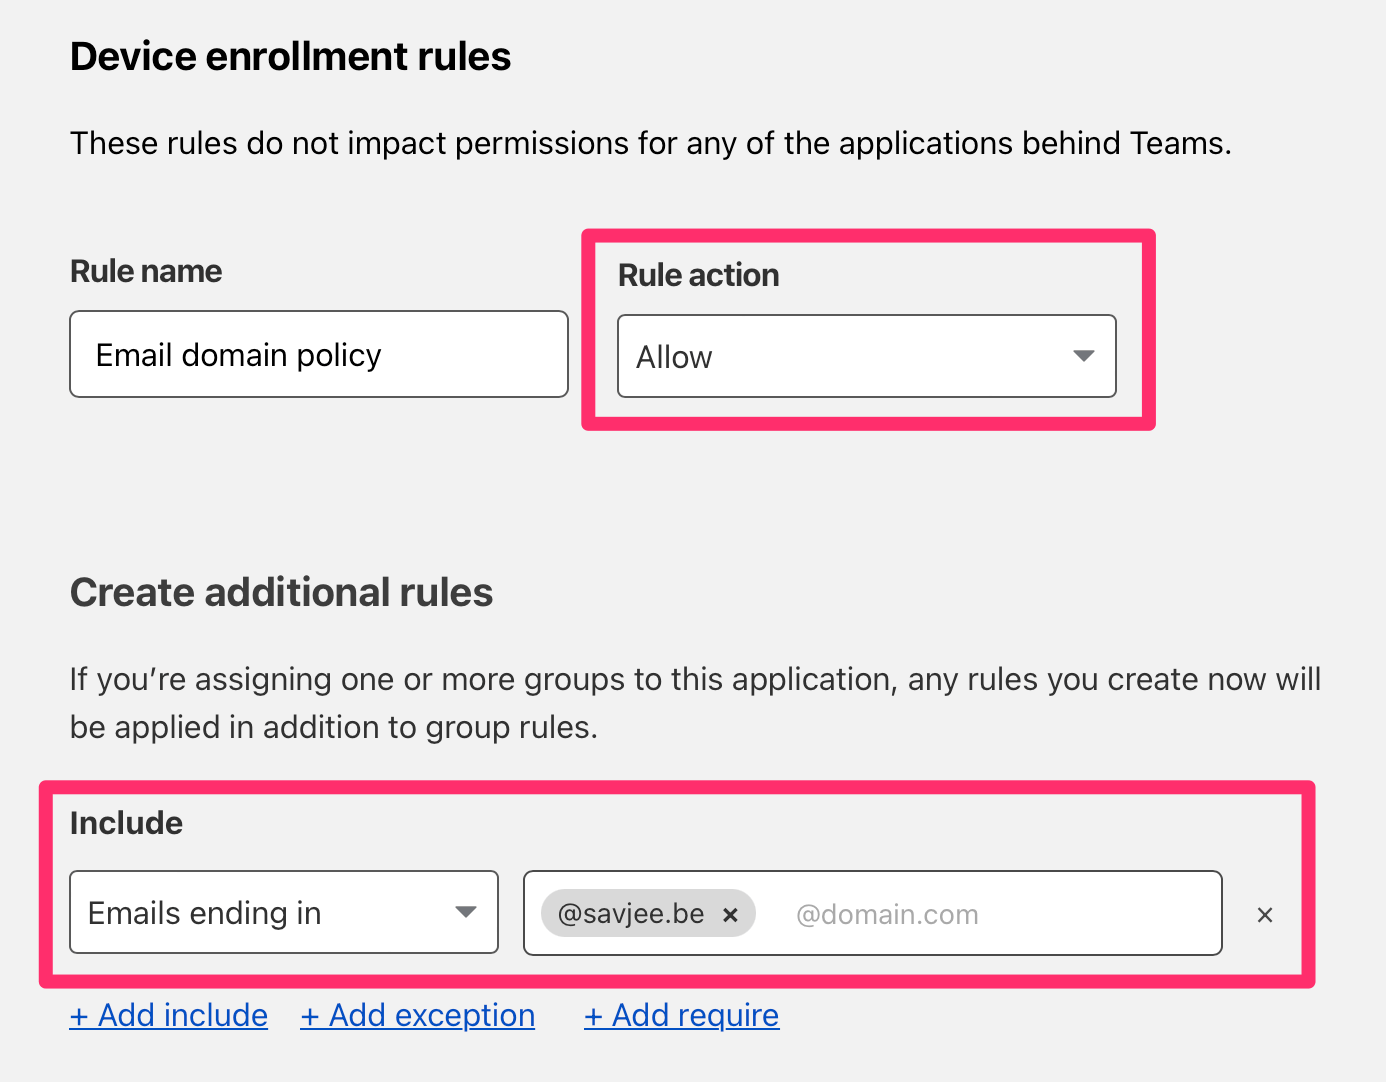 Device enrollment rules
These rules do not impact permissions for any of the applications behind Teams.
Rule name
Rule action
Email domain policy
Allow
Create additional rules
If you’re assigning one or more groups to this application, any rules you create now will
be applied in addition to group rules.
Include
Emails ending in
@savjee.be ×
@domain.com
×
+ Add include
+ Add exception
+ Add require